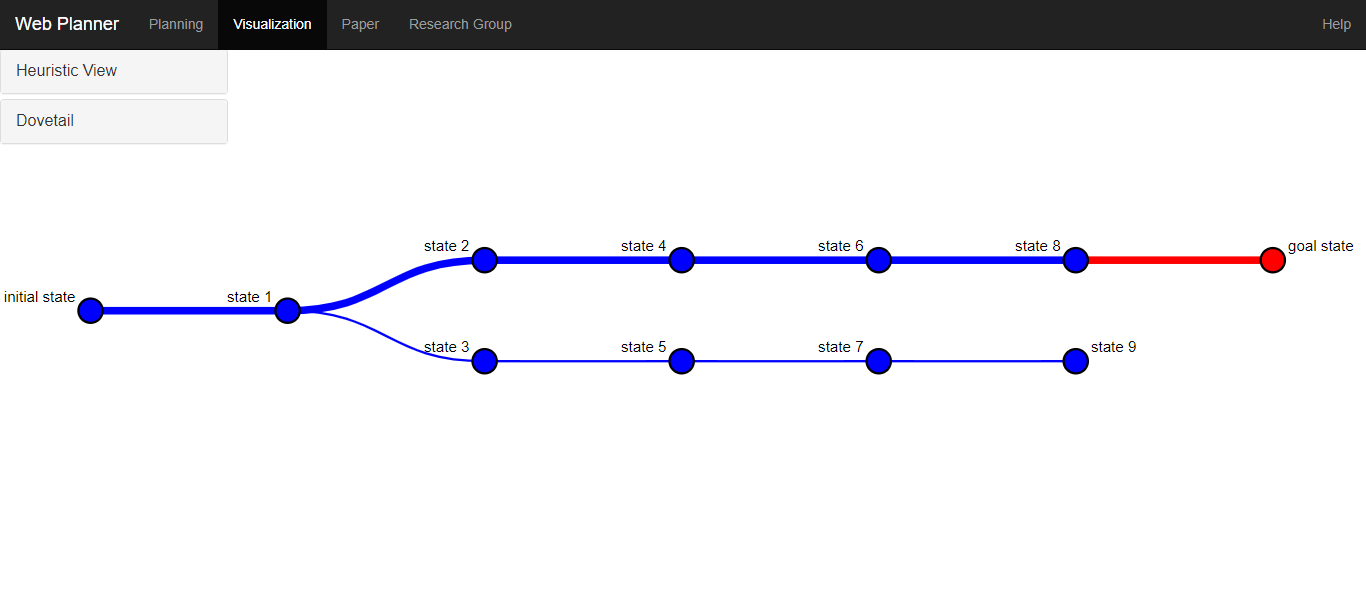 Web Planner Planning Visualization Paper Research Group Help
Heuristic View
Dovetail
state 2 state 4 state 6 state 8 goal state
initial state state 1
state 3 state 5 state 7 state 9